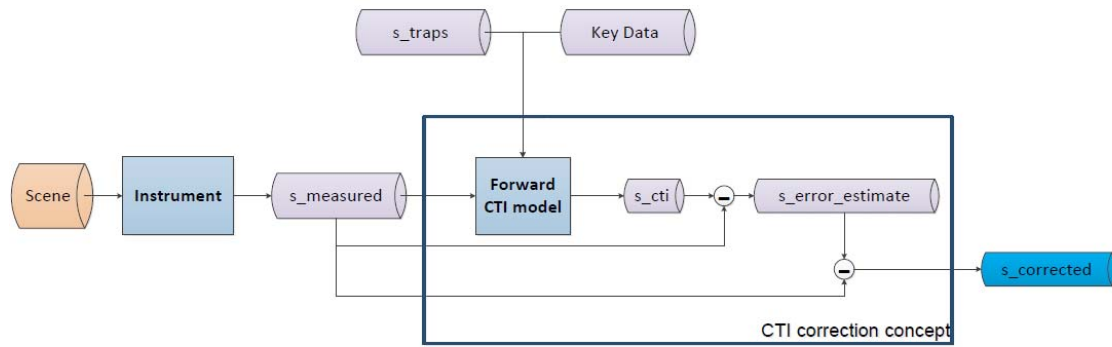 s_traps
Key Data
Scene
Instrument
s_measured
Forward
CTI model
s_cti
s_error_estimate
s_corrected
CTI correction concept